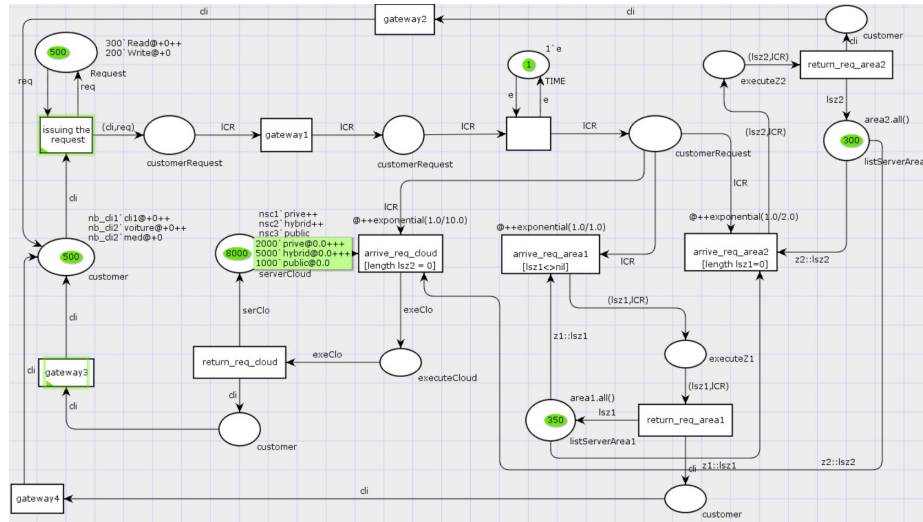 cli
gateway2
cli
customer
cli
500
300`Read@+0++
200`Write@+0
Request
req
req
1`e
1
TIME
e
e
(lsz2,lCR)
executeZ2
return_req_area2
lsz2
issuing the
request
(cli,req)
customerRequest
lCR
gateway1
lCR
customerRequest
lCR
lCR
customerRequest
(lsz2,lCR)
area2.all()
300
listServerArea
cli
lCR
lCR
nb_cli1`cli1@+0++
nb_cli2`voiture@+0++
nb_cli2`med@+0
500
customer
nsc1`prive++
nsc2`hybrid++
nsc3`public
8000
2000`prive@0.0+++
5000`hybrid@0.0+++
1000`public@0.0
serverCloud
@++exponential(1.0/10.0)
arrive_req_cloud
[length lsz2 = 0]
@++exponential(1.0/1.0)
arrive_req_area1
[lsz1<>nil]
lCR
@++exponential(1.0/2.0)
arrive_req_area2
[length lsz1=0]
z2::lsz2
cli
serClo
exeClo
z1::lsz1
(lsz1,lCR)
executeZ1
cli
gateway3
cli
return_req_cloud
exeClo
executeCloud
(lsz1,lCR)
cli
customer
area1.all()
350
listServerArea1
lsz1
return_req_area1
cli
z1::lsz1
z2::lsz2
gateway4
cli
customer